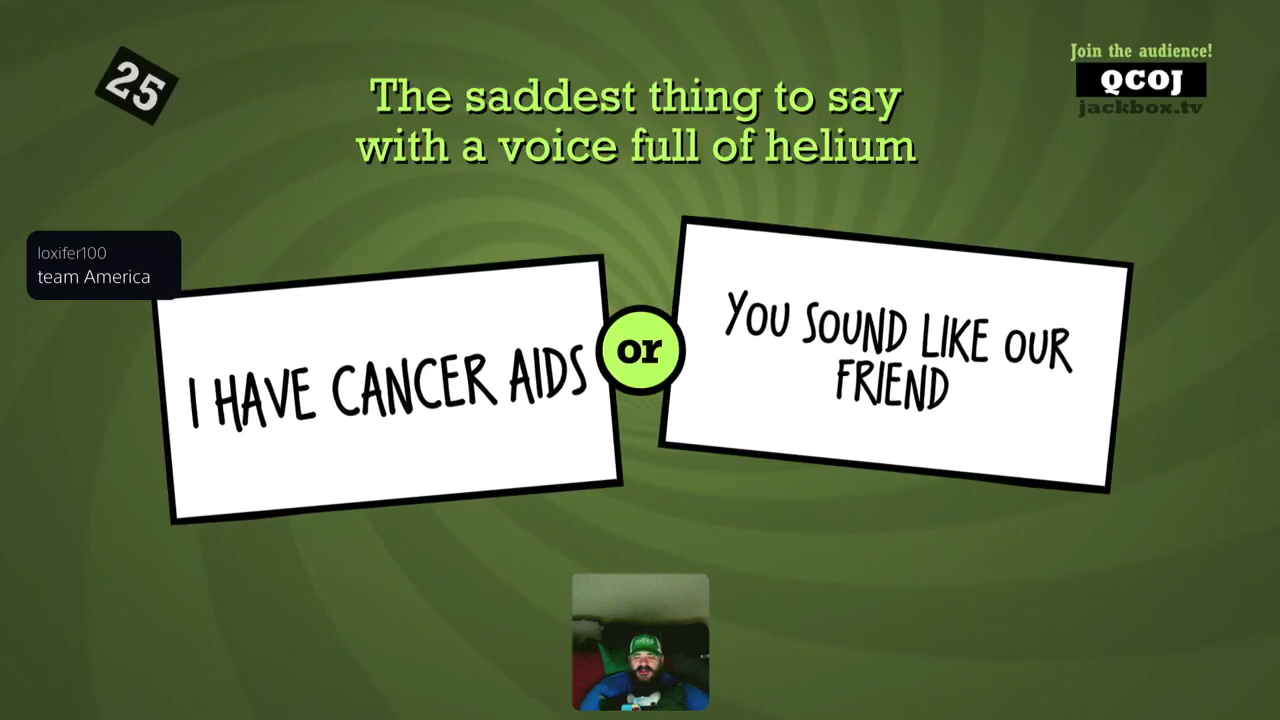 25
Join the audience!
QCOJ
jackbox.tv
The saddest thing to say
with a voice full of helium
loxifer100
team America
I HAVE CANCER AIDS
or
YOU SOUND LIKE OUR
FRIEND